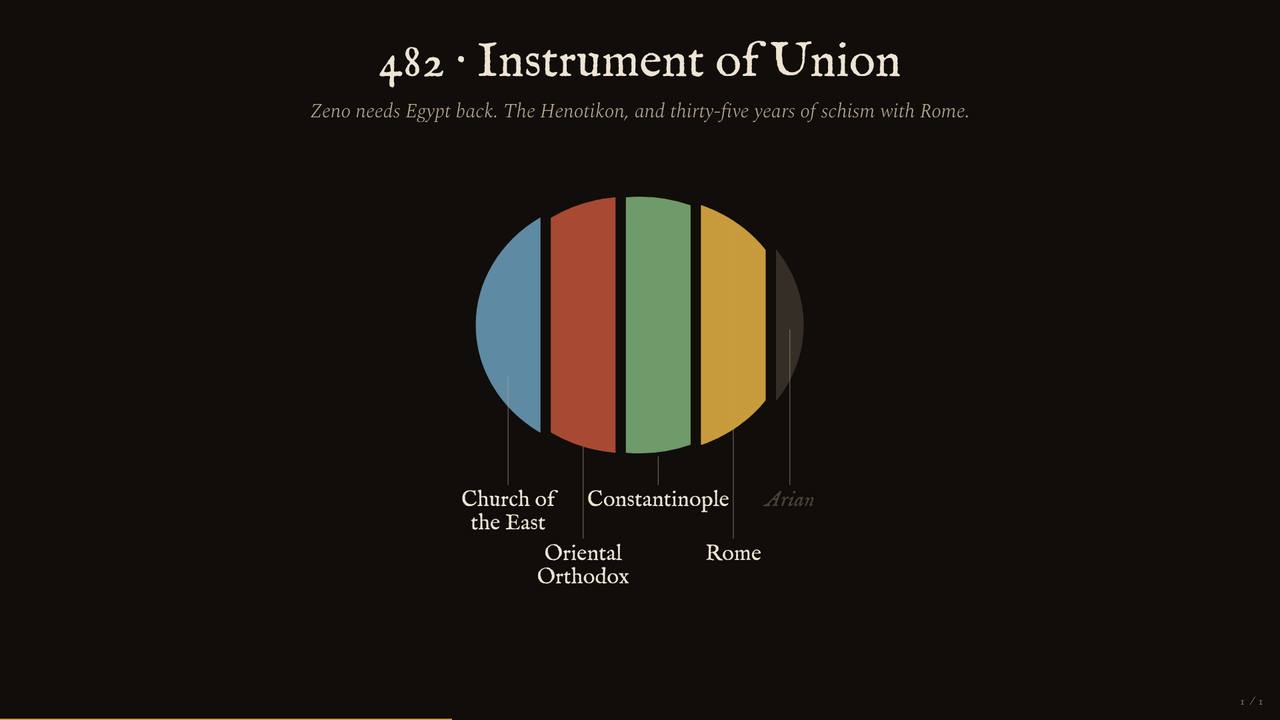 482 · Instrument of Union
Zeno needs Egypt back. The Henotikon, and thirty-five years of schism with Rome.
Church of
the East
Constantinople
Arian
Oriental
Orthodox
Rome
1 / 1